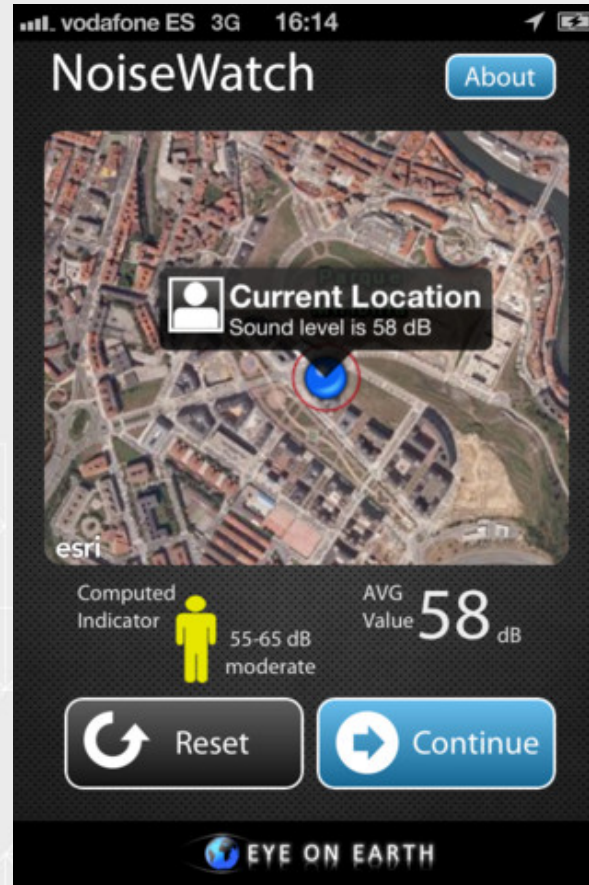 vodafone ES 3G 16:14
NoiseWatch
About
Parque
Current Location
Sound level is 58 dB
esri
Computed
Indicator
55-65 dB
moderate
AVG
Value
58 dB
Reset
Continue
EYE ON EARTH